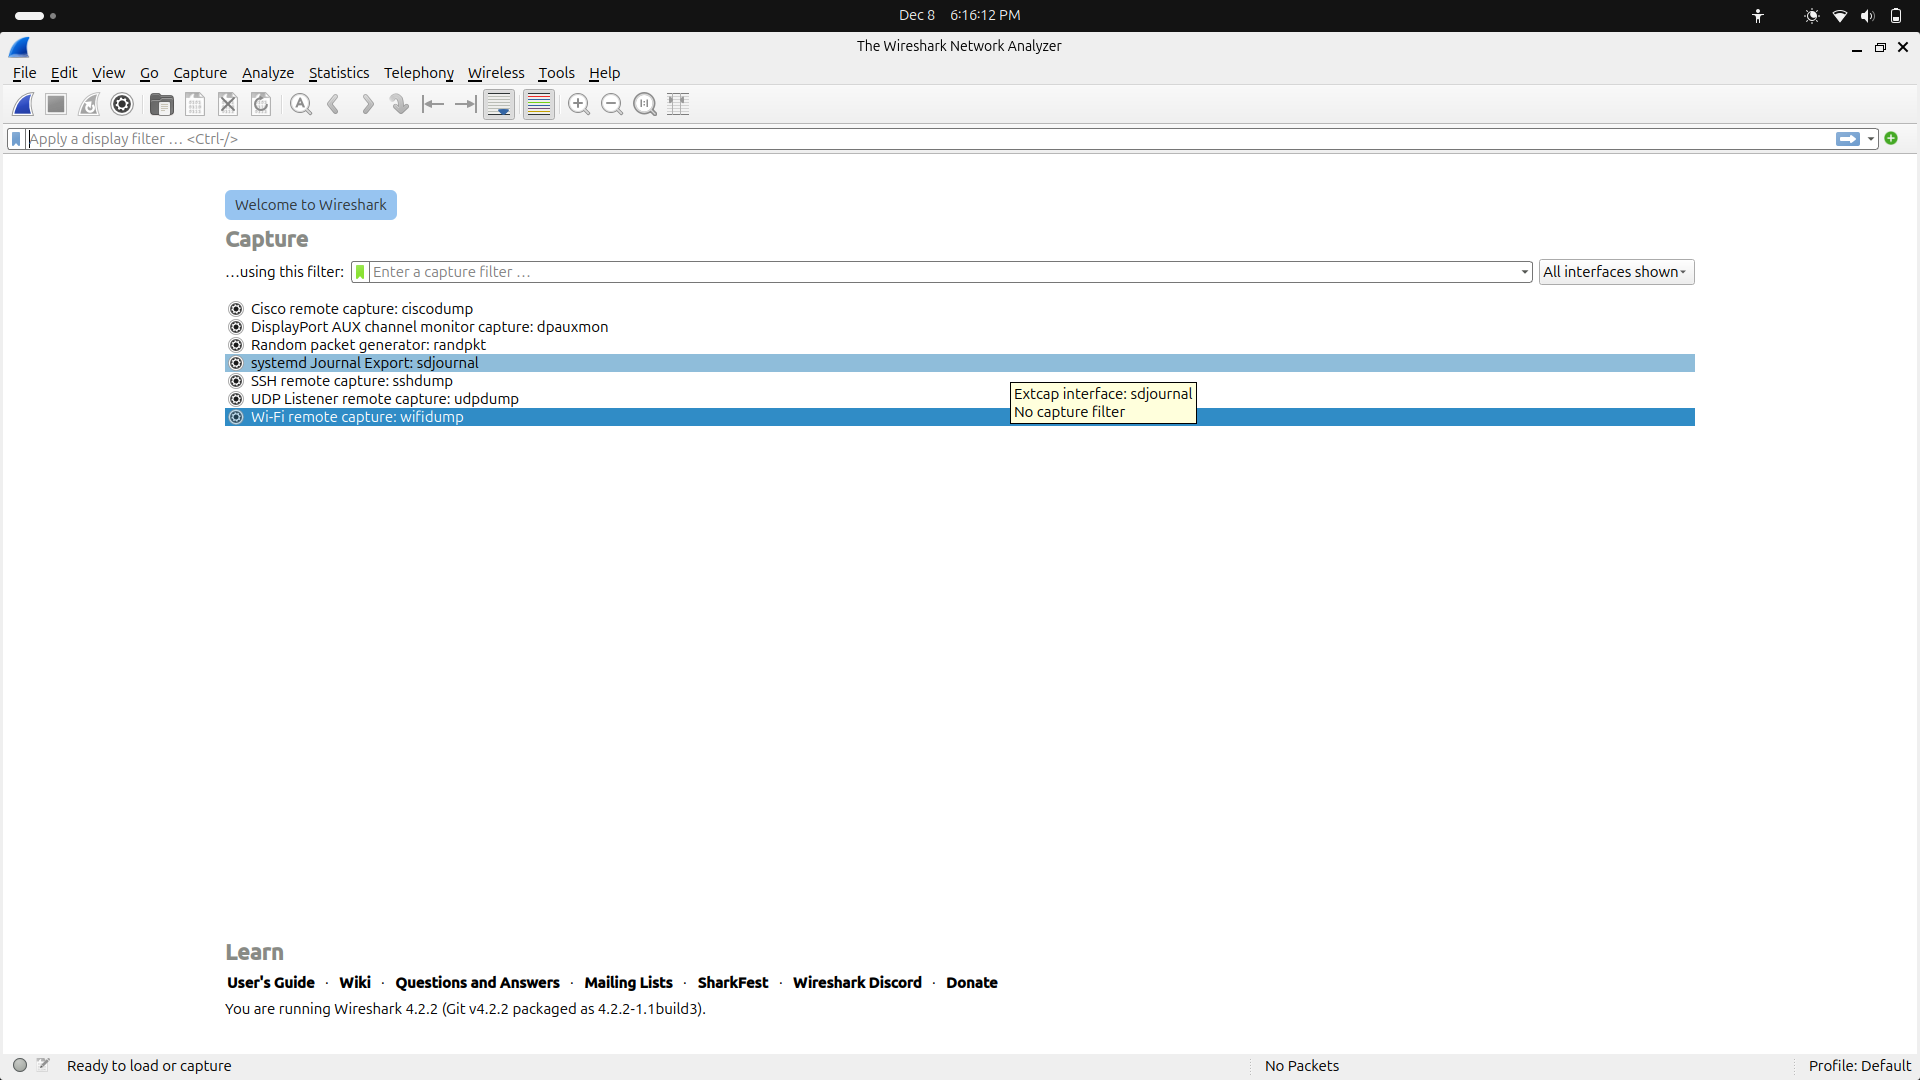 Dec 8 6:16:12 PM
The Wireshark Network Analyzer
File Edit View Go Capture Analyze Statistics Telephony Wireless Tools Help
Apply a display filter … <Ctrl-/>
Welcome to Wireshark
Capture
…using this filter: Enter a capture filter … All interfaces shown
Cisco remote capture: ciscodump
DisplayPort AUX channel monitor capture: dpauxmon
Random packet generator: randpkt
systemd Journal Export: sdjournal
SSH remote capture: sshdump
UDP Listener remote capture: udpdump
Wi-Fi remote capture: wifidump
Extcap interface: sdjournal
No capture filter
Learn
User's Guide · Wiki · Questions and Answers · Mailing Lists · SharkFest · Wireshark Discord · Donate
You are running Wireshark 4.2.2 (Git v4.2.2 packaged as 4.2.2-1.1build3).
Ready to load or capture No Packets Profile: Default